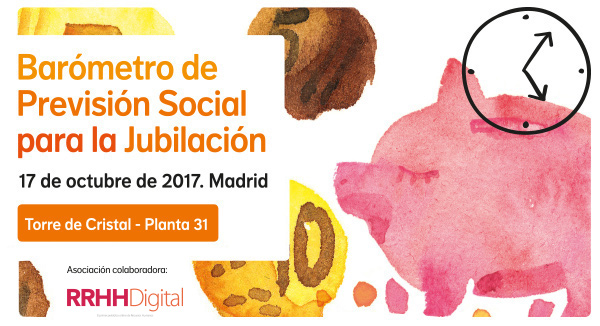 Barómetro de
Previsión Social
para la Jubilación
17 de octubre de 2017. Madrid
Torre de Cristal - Planta 31
Asociación colaboradora:
RRHHDigital